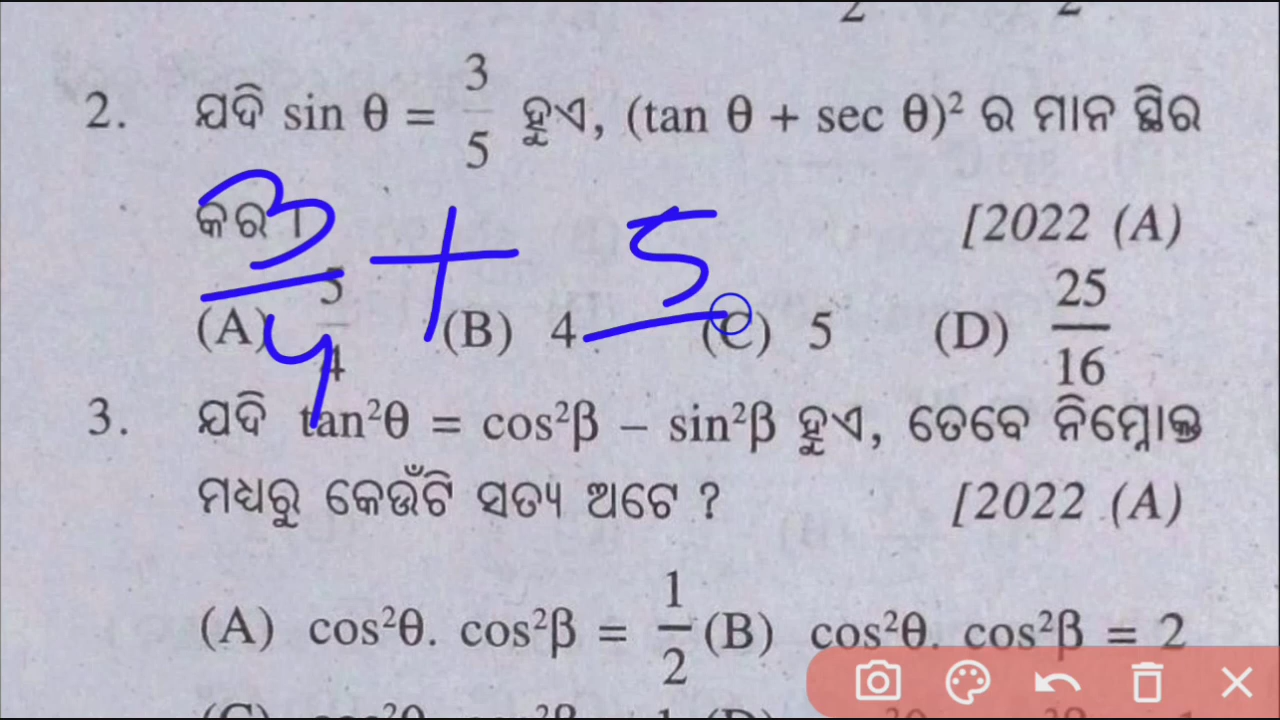 2. ଯଦି sin θ = 3/5 ହୁଏ, (tan θ + sec θ)² ର ମାନ ସ୍ଥିର
କର ।
[2022 (A)
3/4 + 5
(A) 5/4 (B) 4 (C) 5 (D) 25/16
3. ଯଦି tan²θ = cos²β – sin²β ହୁଏ, ତେବେ ନିମ୍ନୋକ୍ତ
ମଧ୍ୟରୁ କେଉଁଟି ସତ୍ୟ ଅଟେ ? [2022 (A)
(A) cos²θ. cos²β = 1/2 (B) cos²θ. cos²β = 2